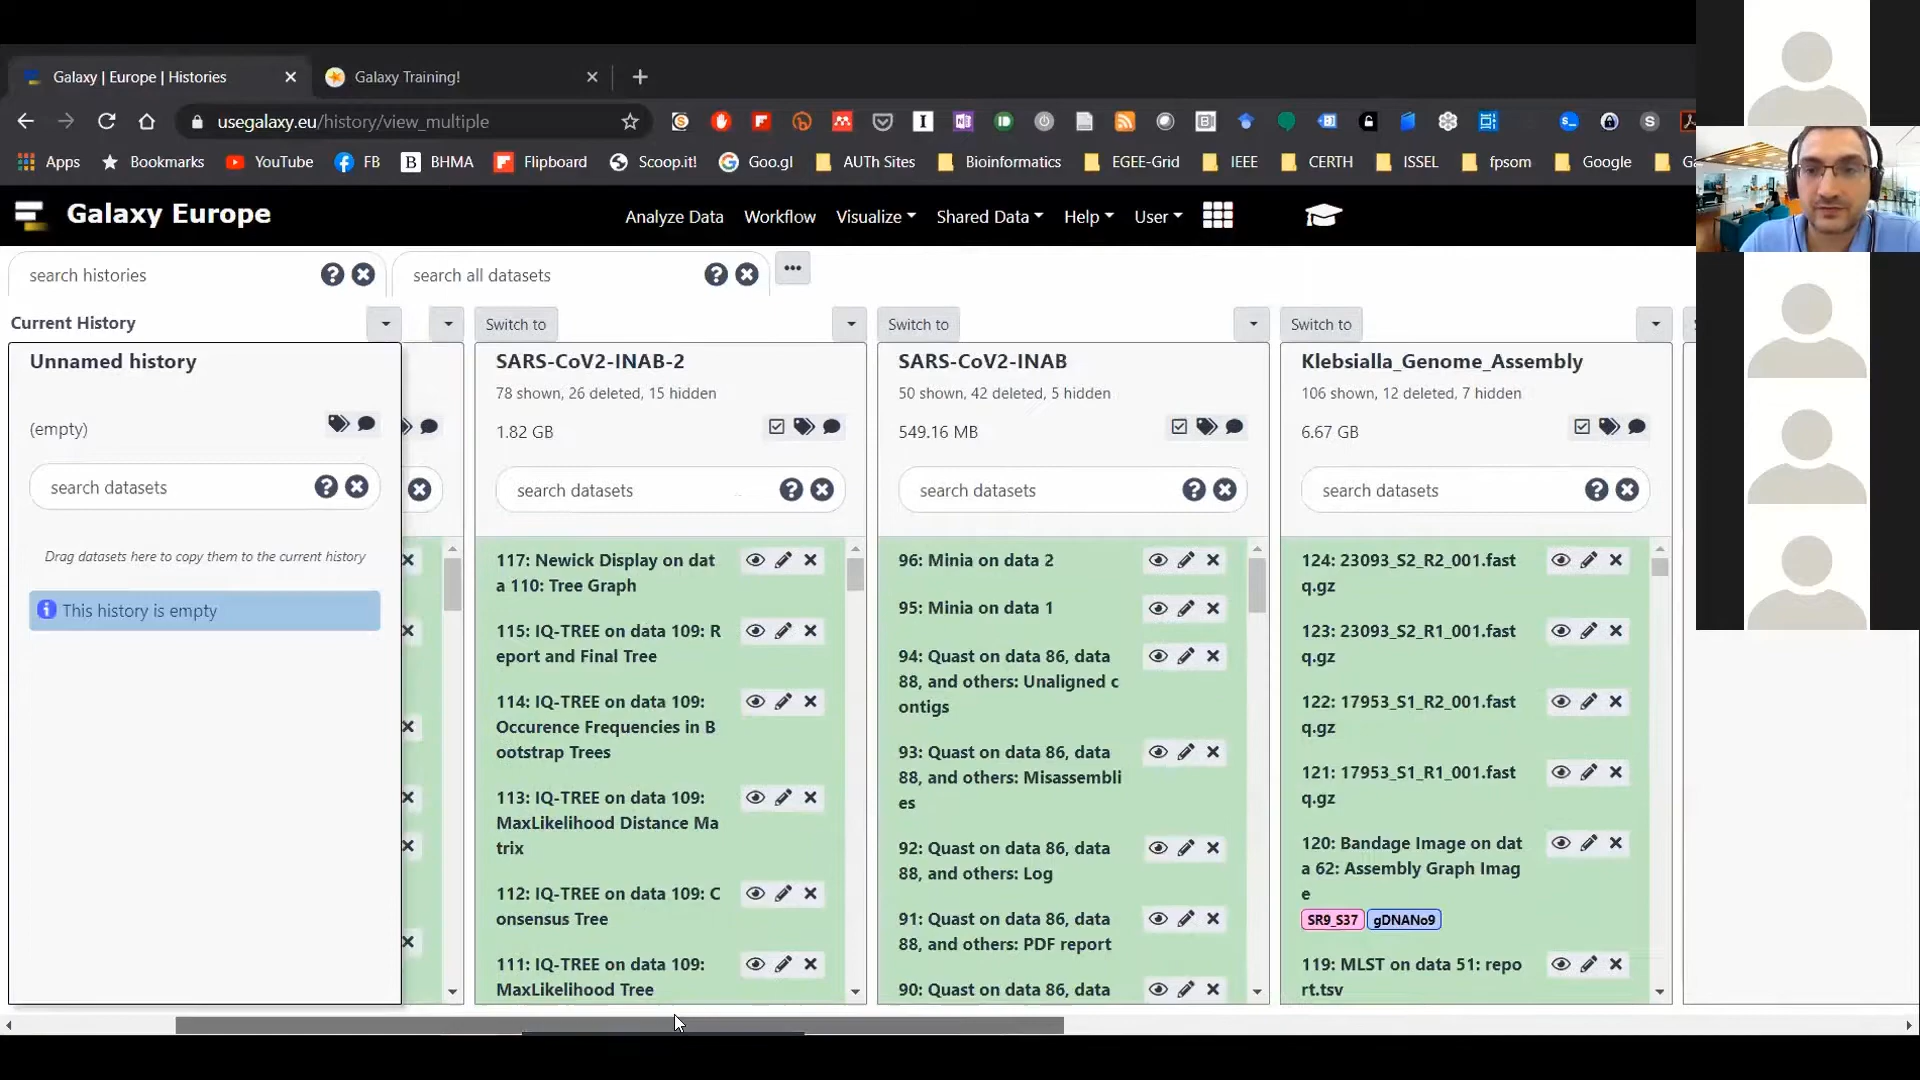 Galaxy | Europe | Histories
Galaxy Training!
usegalaxy.eu/history/view_multiple
Apps Bookmarks YouTube FB BHMA Flipboard Scoop.it! Goo.gl AUTh Sites Bioinformatics EGEE-Grid IEEE CERTH ISSEL fpsom Google
Galaxy Europe
Analyze Data Workflow Visualize Shared Data Help User
search histories
search all datasets
Current History
Unnamed history
(empty)
search datasets
Drag datasets here to copy them to the current history
This history is empty
Switch to
SARS-CoV2-INAB-2
78 shown, 26 deleted, 15 hidden
1.82 GB
search datasets
117: Newick Display on dat
a 110: Tree Graph
115: IQ-TREE on data 109: R
eport and Final Tree
114: IQ-TREE on data 109:
Occurence Frequencies in B
ootstrap Trees
113: IQ-TREE on data 109:
MaxLikelihood Distance Ma
trix
112: IQ-TREE on data 109: C
onsensus Tree
111: IQ-TREE on data 109:
MaxLikelihood Tree
Switch to
SARS-CoV2-INAB
50 shown, 42 deleted, 5 hidden
549.16 MB
search datasets
96: Minia on data 2
95: Minia on data 1
94: Quast on data 86, data
88, and others: Unaligned c
ontigs
93: Quast on data 86, data
88, and others: Misassembli
es
92: Quast on data 86, data
88, and others: Log
91: Quast on data 86, data
88, and others: PDF report
90: Quast on data 86, data
Switch to
Klebsialla_Genome_Assembly
106 shown, 12 deleted, 7 hidden
6.67 GB
search datasets
124: 23093_S2_R2_001.fast
q.gz
123: 23093_S2_R1_001.fast
q.gz
122: 17953_S1_R2_001.fast
q.gz
121: 17953_S1_R1_001.fast
q.gz
120: Bandage Image on dat
a 62: Assembly Graph Imag
e
SR9_S37 gDNANo9
119: MLST on data 51: repo
rt.tsv